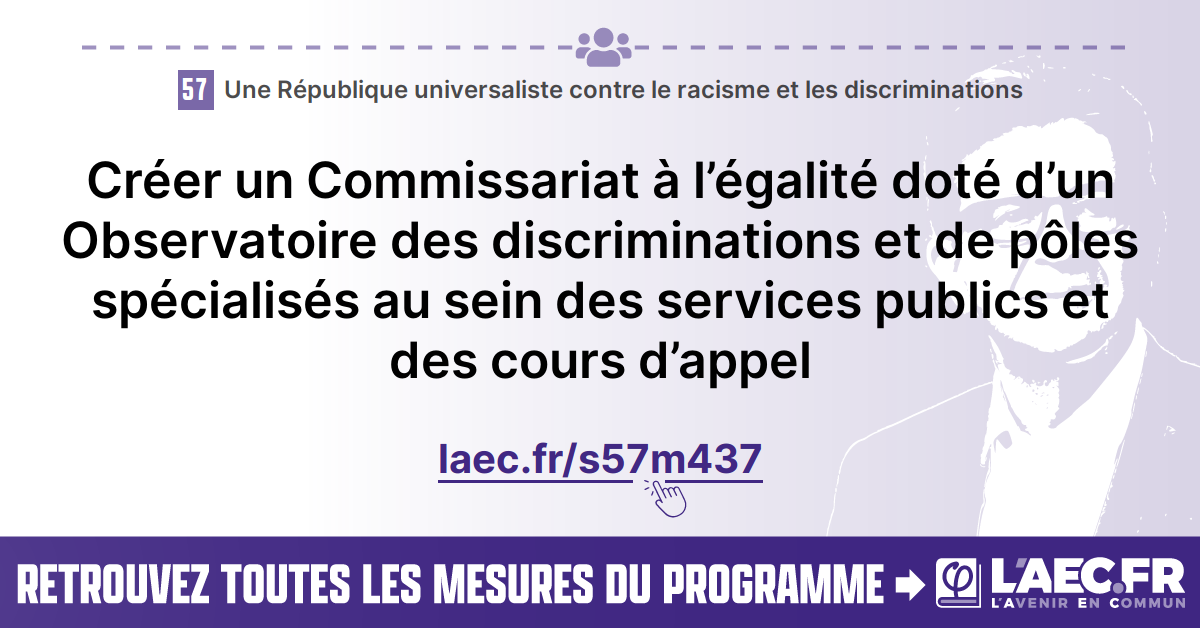 57 Une République universaliste contre le racisme et les discriminations
Créer un Commissariat à l’égalité doté d’un
Observatoire des discriminations et de pôles
spécialisés au sein des services publics et
des cours d’appel
laec.fr/s57m437
RETROUVEZ TOUTES LES MESURES DU PROGRAMME
φ L'AEC.FR
L'AVENIR EN COMMUN